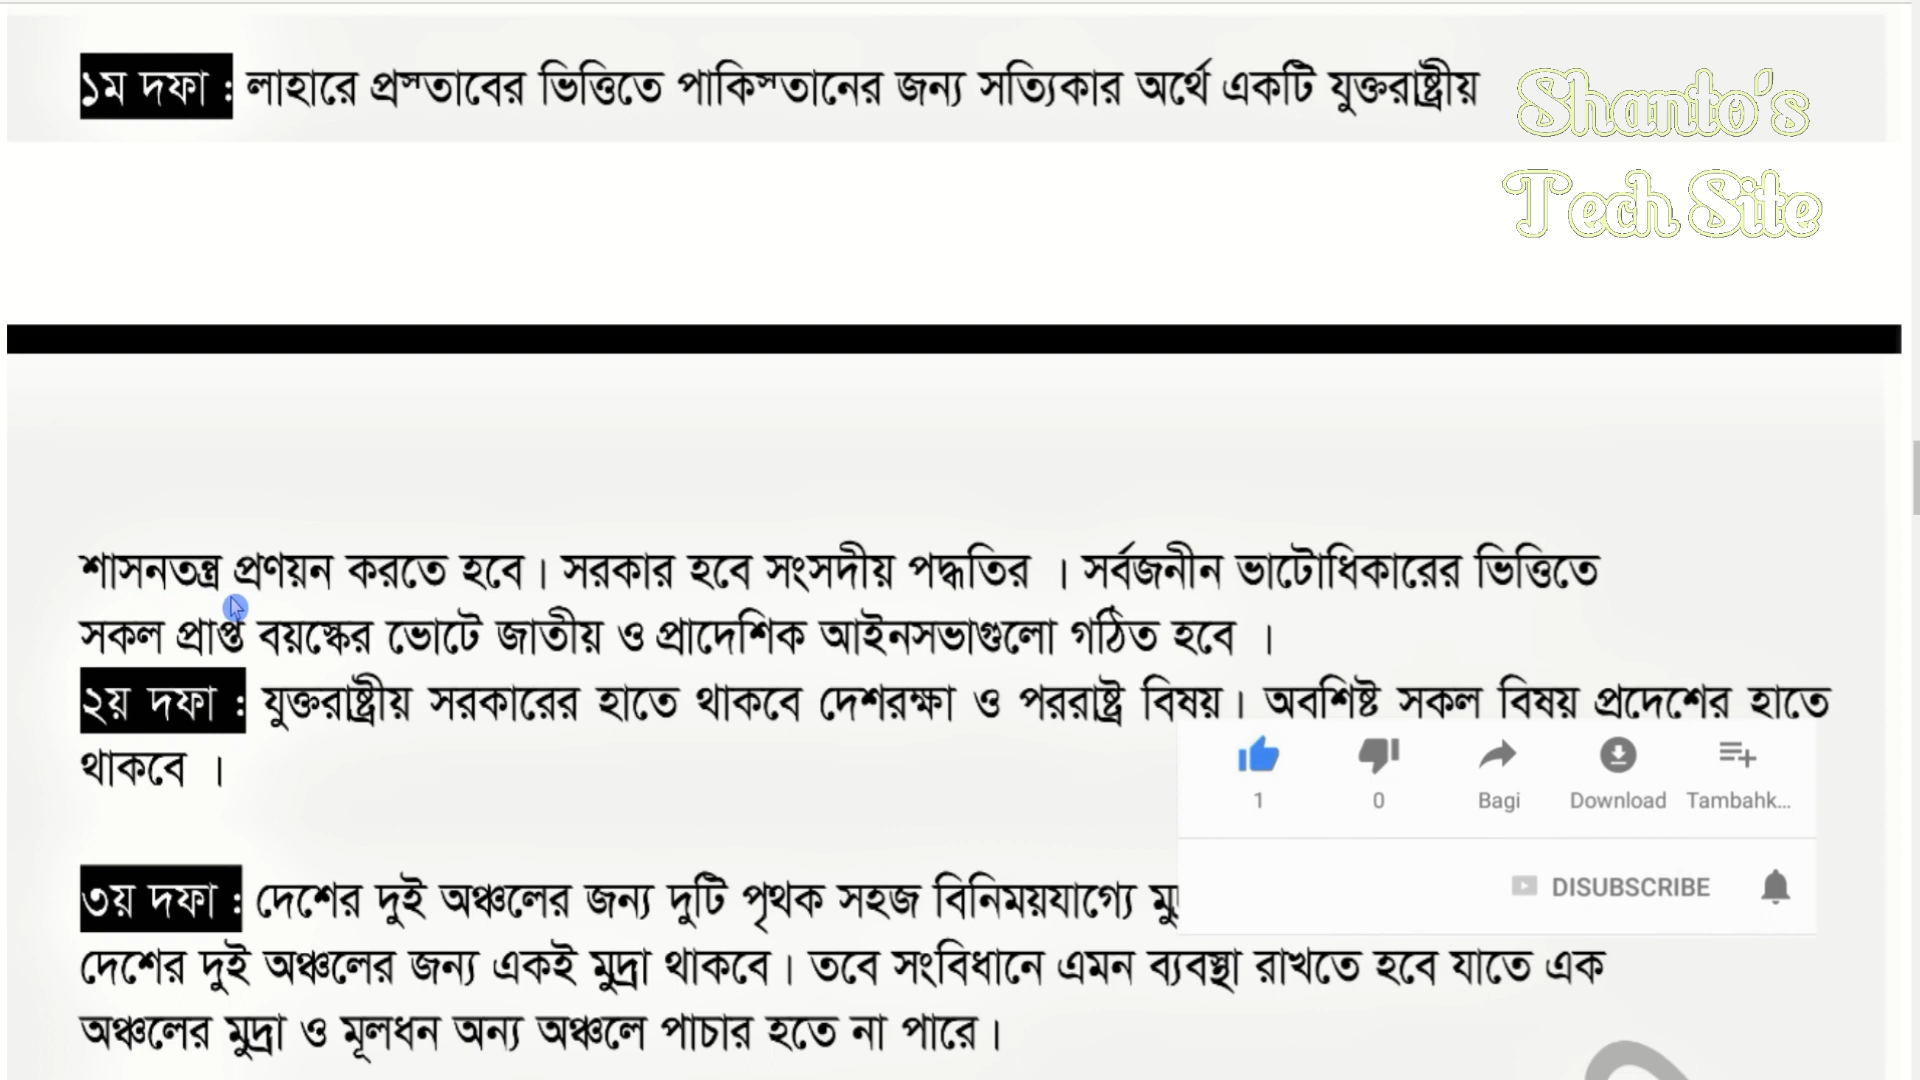 ১ম দফা : লাহারে প্রস্তাবের ভিত্তিতে পাকিস্তানের জন্য সত্যিকার অর্থে একটি যুক্তরাষ্ট্রীয়
Shanto's
Tech Site
শাসনতন্ত্র প্রণয়ন করতে হবে। সরকার হবে সংসদীয় পদ্ধতির । সর্বজনীন ভাটোধিকারের ভিত্তিতে
সকল প্রাপ্ত বয়স্কের ভোটে জাতীয় ও প্রাদেশিক আইনসভাগুলো গঠিত হবে ।
২য় দফা : যুক্তরাষ্ট্রীয় সরকারের হাতে থাকবে দেশরক্ষা ও পররাষ্ট্র বিষয়। অবশিষ্ট সকল বিষয় প্রদেশের হাতে
থাকবে ।
1 0 Bagi Download Tambahk...
DISUBSCRIBE
৩য় দফা : দেশের দুই অঞ্চলের জন্য দুটি পৃথক সহজ বিনিময়যাগ্যে
দেশের দুই অঞ্চলের জন্য একই মুদ্রা থাকবে। তবে সংবিধানে এমন ব্যবস্থা রাখতে হবে যাতে এক
অঞ্চলের মুদ্রা ও মূলধন অন্য অঞ্চলে পাচার হতে না পারে।